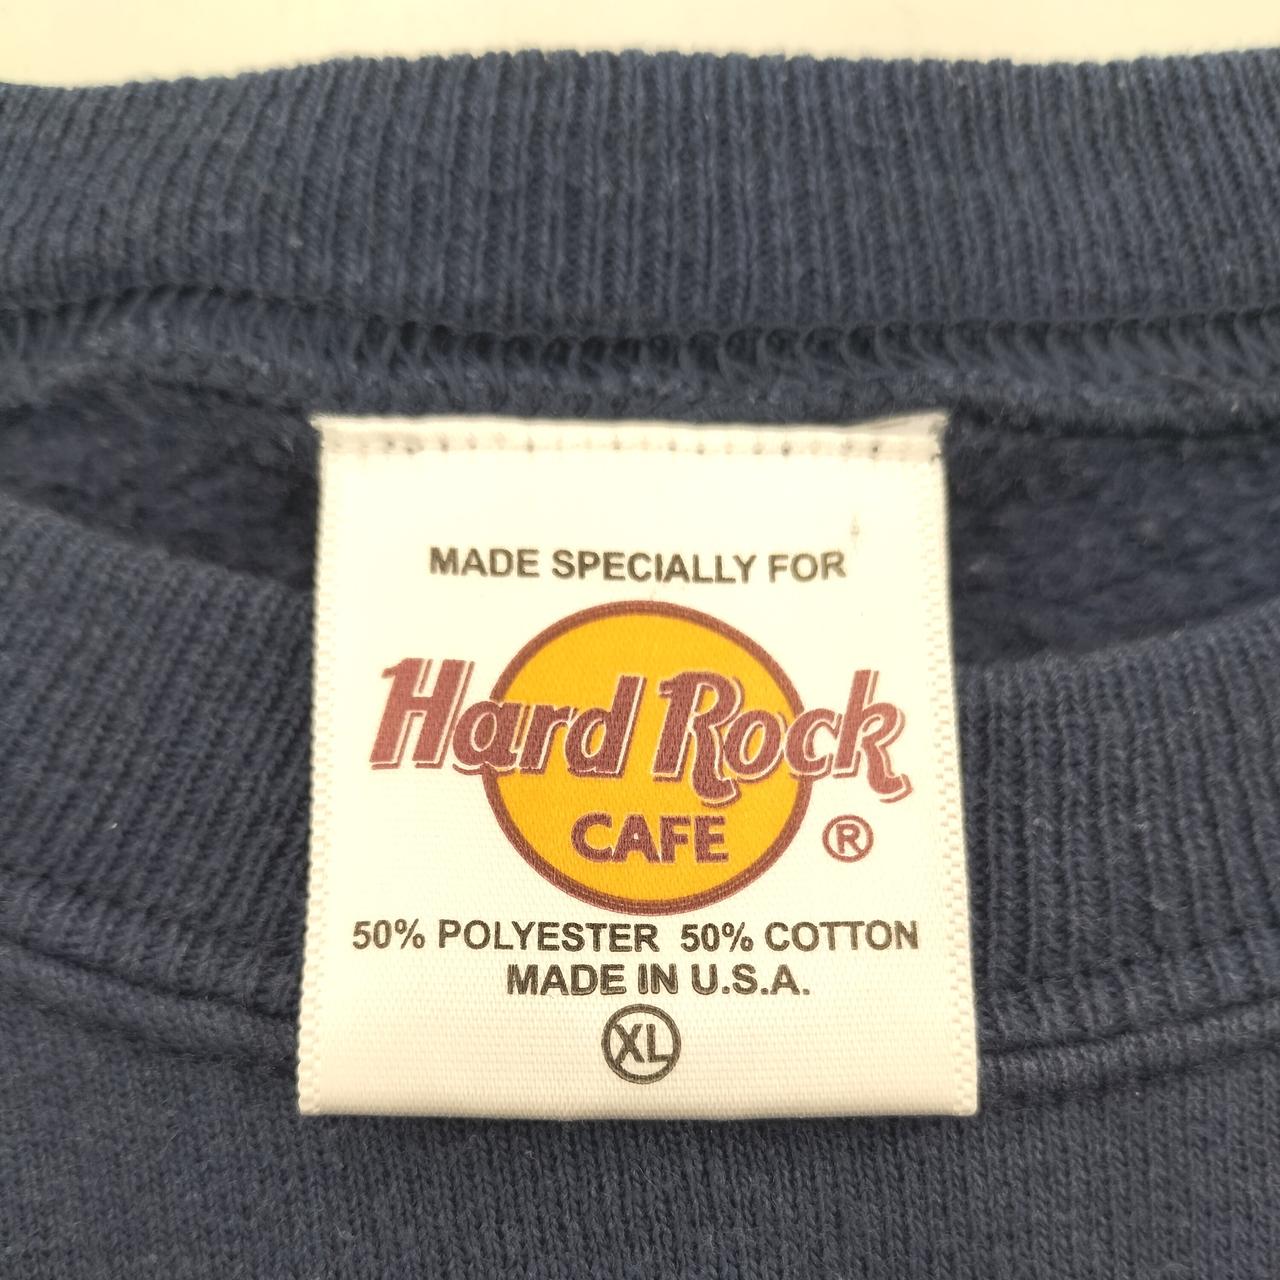 MADE SPECIALLY FOR
Hard Rock
CAFE ®
50% POLYESTER 50% COTTON
MADE IN U.S.A.
XL